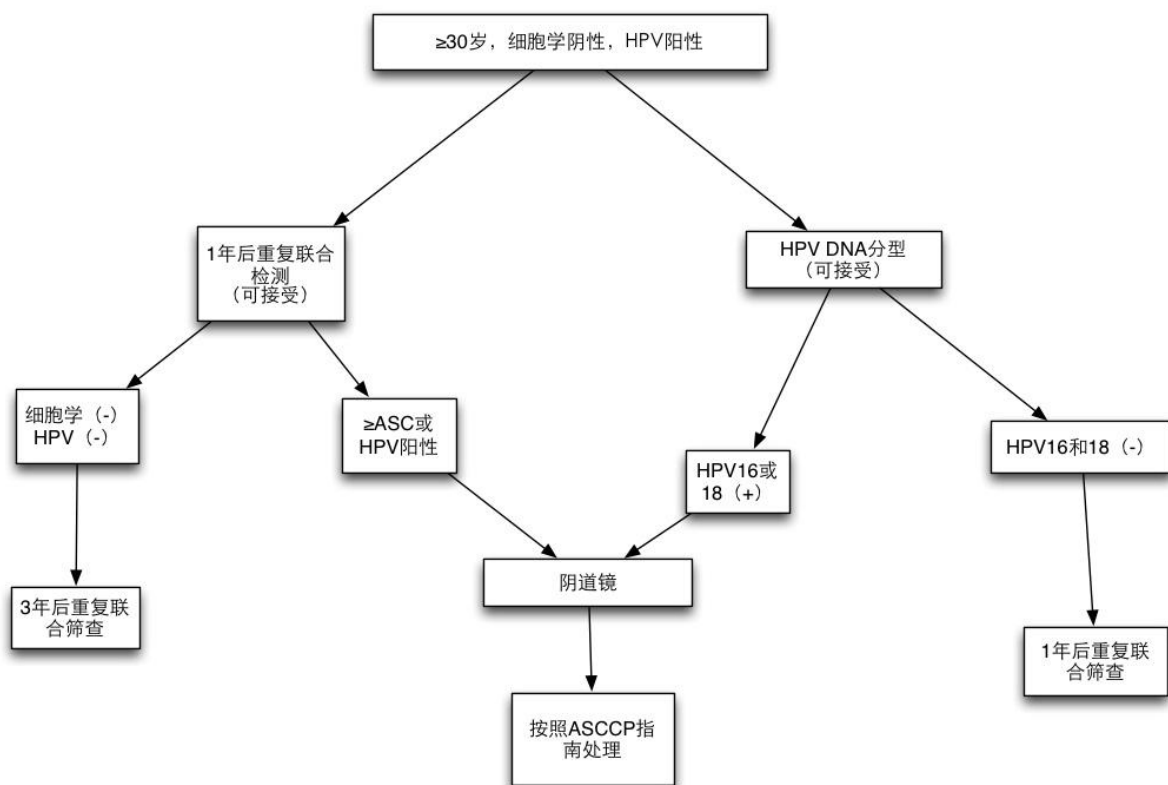 ≥30岁，细胞学阴性，HPV阳性
1年后重复联合
检测
（可接受）
HPV DNA分型
（可接受）
细胞学（-）
HPV（-）
≥ASC或
HPV阳性
HPV16或
18（+）
HPV16和18（-）
阴道镜
3年后重复联
合筛查
1年后重复联
合筛查
按照ASCCP指
南处理